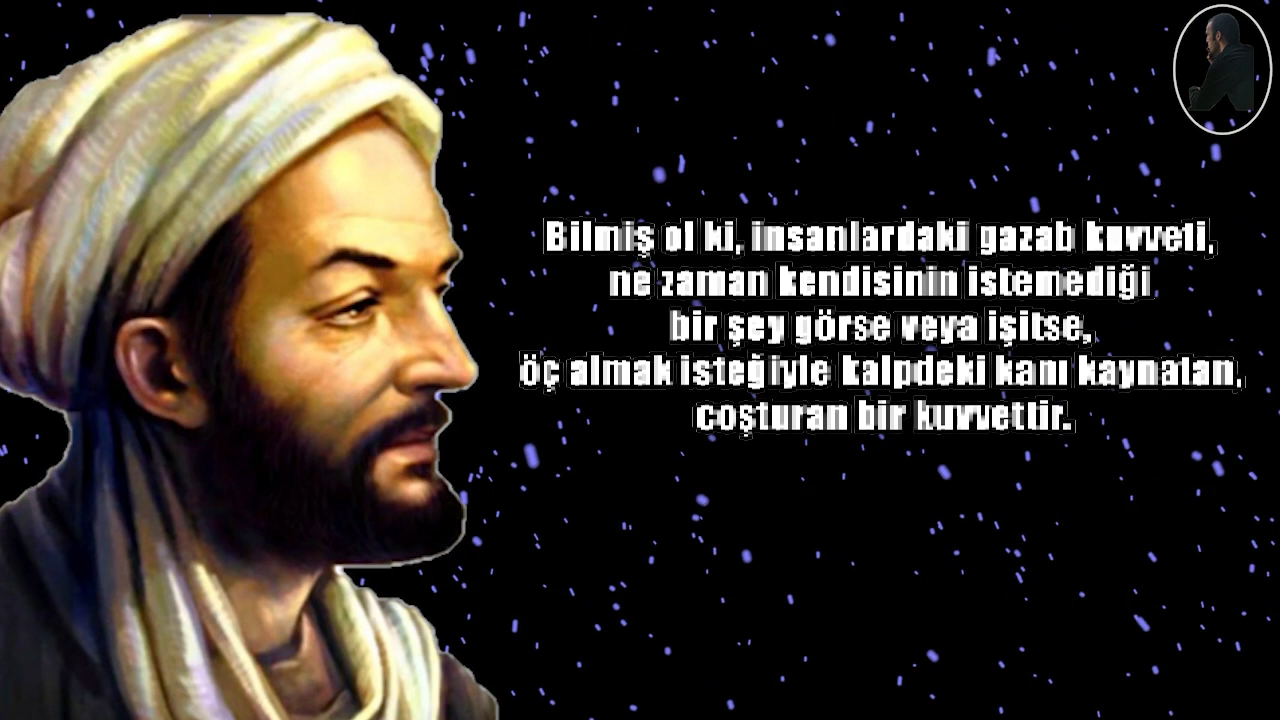 Bilmiş ol ki, insanlardaki gazab kuvveti,
ne zaman kendisinin istemediği
bir şey görse veya işitse,
öç almak isteğiyle kalpdeki kanı kaynatan,
coşturan bir kuvvettir.